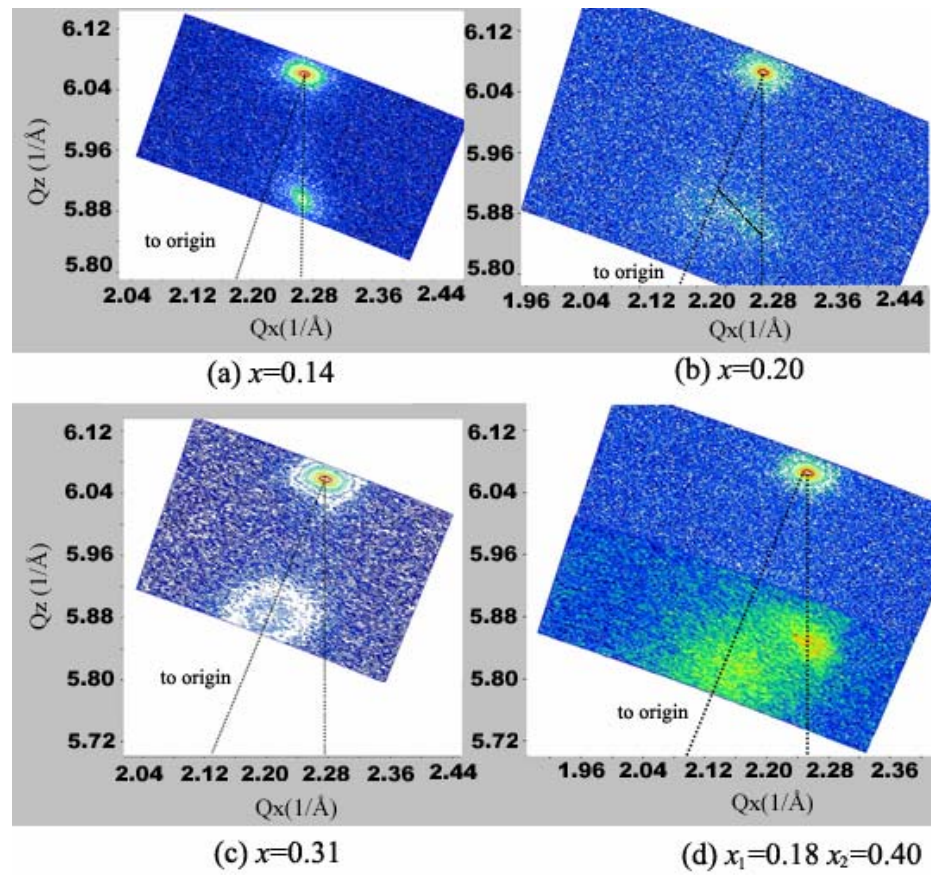 6.12
6.04
5.96
5.88
5.80
Qz (1/Å)
to origin
2.04 2.12 2.20 2.28 2.36 2.44
Qx(1/Å)
(a) x=0.14
6.12
6.04
5.96
5.88
5.80
to origin
1.96 2.04 2.12 2.20 2.28 2.36 2.44
Qx(1/Å)
(b) x=0.20
6.12
6.04
5.96
5.88
5.80
5.72
Qz (1/Å)
to origin
2.04 2.12 2.20 2.28 2.36 2.44
Qx(1/Å)
(c) x=0.31
6.12
6.04
5.96
5.88
5.80
5.72
to origin
1.96 2.04 2.12 2.20 2.28 2.36
Qx(1/Å)
(d) x₁=0.18 x₂=0.40